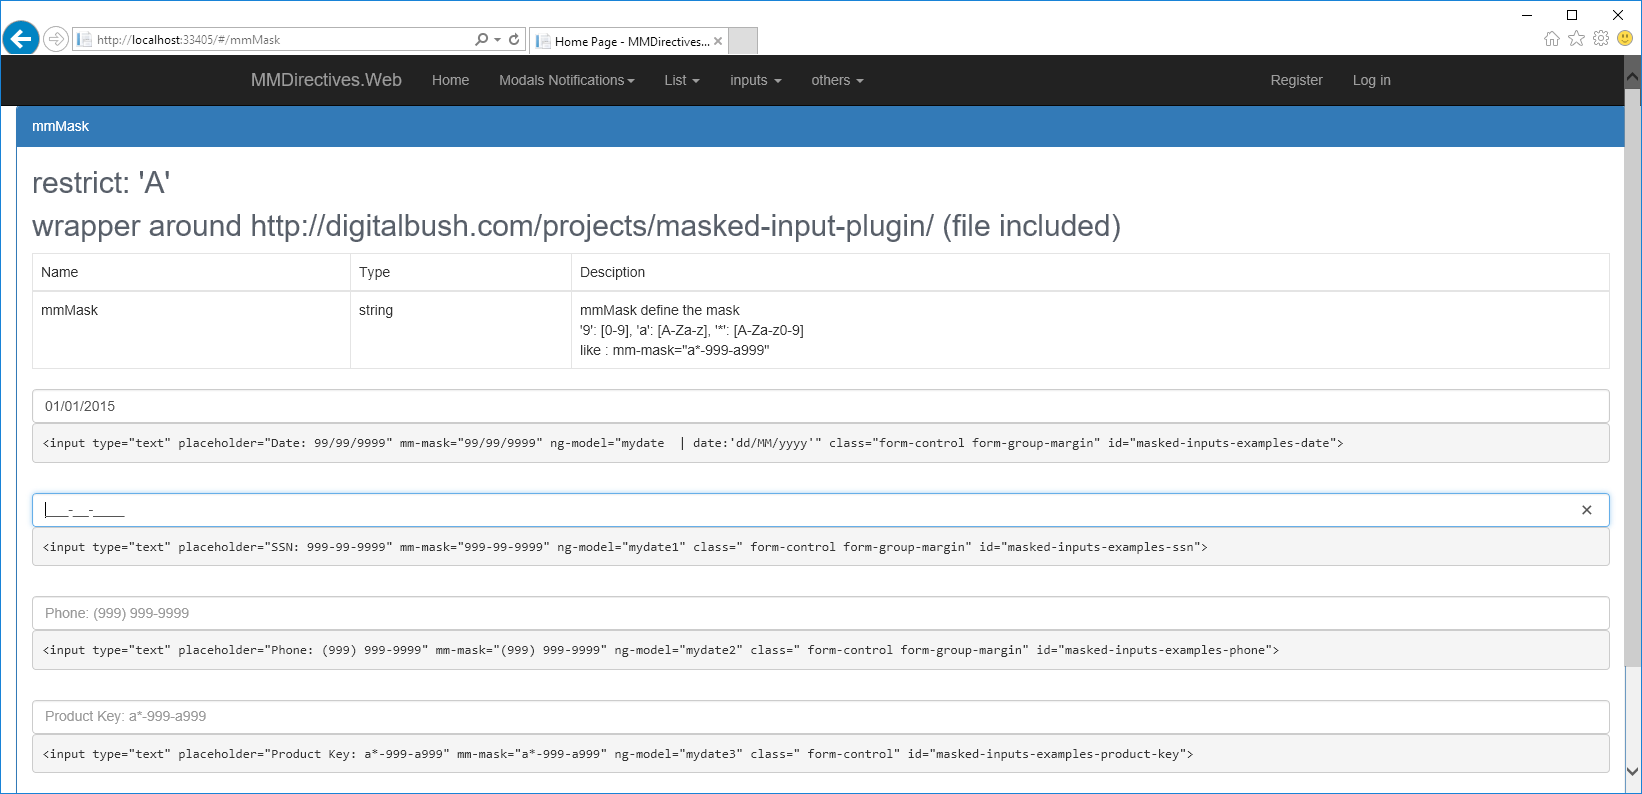 http://localhost:33405/#/mmMask
Home Page - MMDirectives...
MMDirectives.Web Home Modals Notifications List inputs others Register Log in
mmMask
restrict: 'A'
wrapper around http://digitalbush.com/projects/masked-input-plugin/ (file included)
Name Type Desciption
mmMask string mmMask define the mask
'9': [0-9], 'a': [A-Za-z], '*': [A-Za-z0-9]
like : mm-mask="a*-999-a999"
01/01/2015
<input type="text" placeholder="Date: 99/99/9999" mm-mask="99/99/9999" ng-model="mydate  | date:'dd/MM/yyyy'" class="form-control form-group-margin" id="masked-inputs-examples-date">
___-__-____
<input type="text" placeholder="SSN: 999-99-9999" mm-mask="999-99-9999" ng-model="mydate1" class=" form-control form-group-margin" id="masked-inputs-examples-ssn">
Phone: (999) 999-9999
<input type="text" placeholder="Phone: (999) 999-9999" mm-mask="(999) 999-9999" ng-model="mydate2" class=" form-control form-group-margin" id="masked-inputs-examples-phone">
Product Key: a*-999-a999
<input type="text" placeholder="Product Key: a*-999-a999" mm-mask="a*-999-a999" ng-model="mydate3" class=" form-control" id="masked-inputs-examples-product-key">